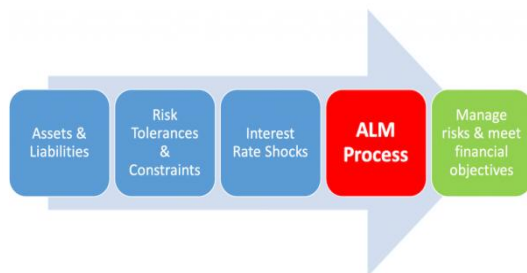 Assets &
Liabilities
Risk
Tolerances
&
Constraints
Interest
Rate Shocks
ALM
Process
Manage
risks & meet
financial
objectives